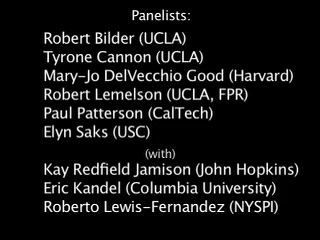 Panelists:
Robert Bilder (UCLA)
Tyrone Cannon (UCLA)
Mary-Jo DelVecchio Good (Harvard)
Robert Lemelson (UCLA, FPR)
Paul Patterson (CalTech)
Elyn Saks (USC)
(with)
Kay Redfield Jamison (John Hopkins)
Eric Kandel (Columbia University)
Roberto Lewis-Fernandez (NYSPI)